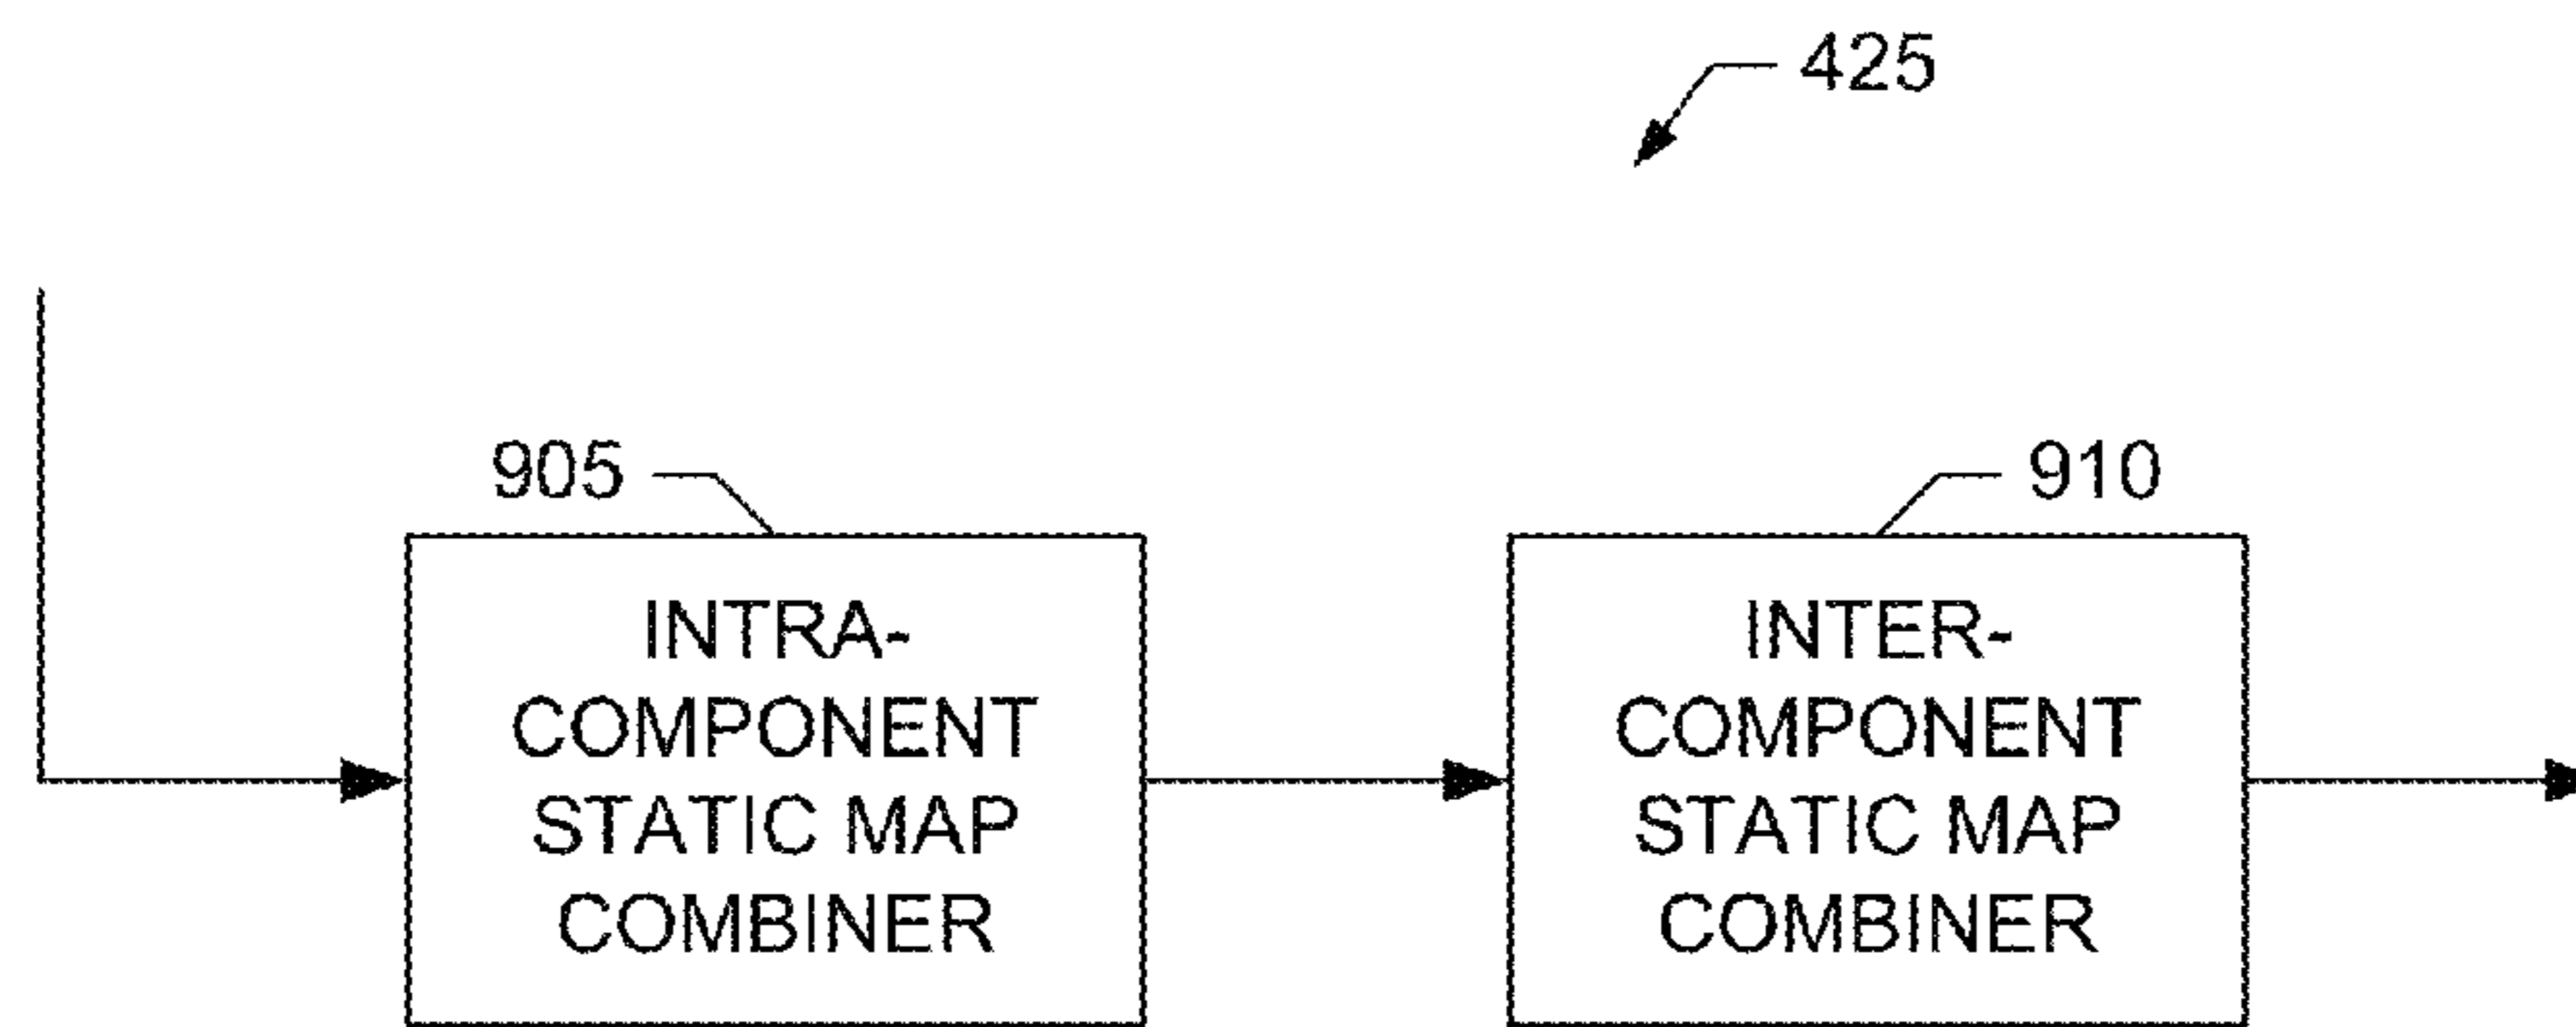 425
905
910
INTRA-
COMPONENT
STATIC MAP
COMBINER
INTER-
COMPONENT
STATIC MAP
COMBINER